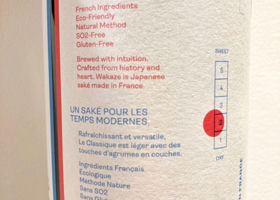 French Ingredients
Eco-Friendly
Natural Method
SO2-Free
Gluten-Free
Brewed with intuition.
Crafted from history and
heart, Wakaze is Japanese
saké made in France.
UN SAKÉ POUR LES
TEMPS MODERNES.
Rafraîchissant et versatile,
Le Classique est léger avec des
touches d'agrumes en couches.
Ingrédients Français
Écologique
Méthode Nature
Sans SO2
SWEET
5
4
3
2
1
DRY
IN FRANCE